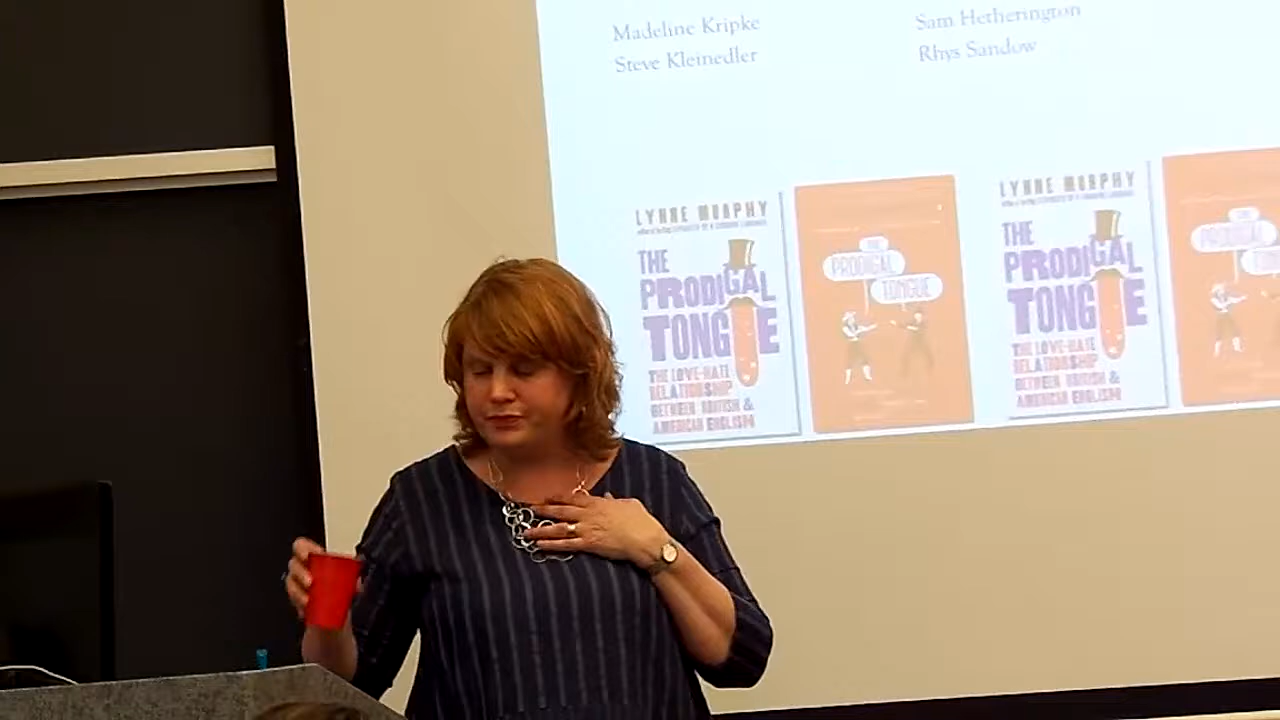 Madeline Kripke
Steve Kleinedler
Sam Hetherington
Rhys Sandow
LYNNE MURPHY
THE
PRODIGAL
TONGUE
THE LOVE-HATE
RELATIONSHIP
BETWEEN BRITISH &
AMERICAN ENGLISH
THE
PRODIGAL
TONGUE
LYNNE MURPHY
THE
PRODIGAL
TONGUE
THE LOVE-HATE
RELATIONSHIP
BETWEEN BRITISH &
AMERICAN ENGLISH
THE
PRODIGAL